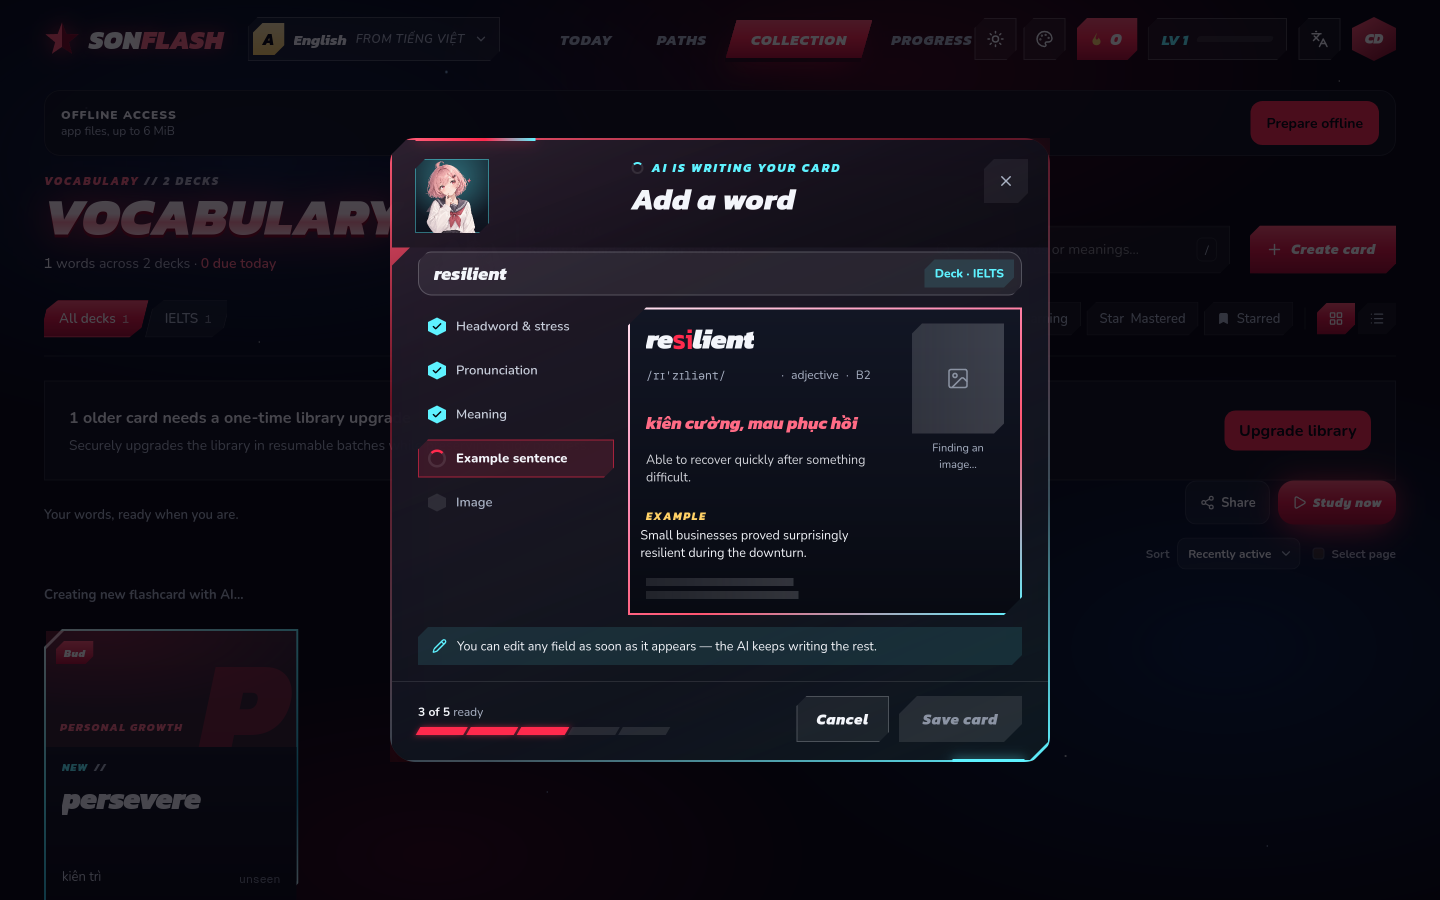 SONFLASH
A English FROM TIẾNG VIỆT
TODAY PATHS COLLECTION PROGRESS
0
LV 1
CD
OFFLINE ACCESS
app files, up to 6 MiB
Prepare offline
VOCABULARY // 2 DECKS
VOCABULARY
1 words across 2 decks · 0 due today
or meanings... /
Create card
All decks 1
IELTS 1
Star Mastered
Starred
1 older card needs a one-time library
Securely upgrades the library in resumable batches
Upgrade library
Your words, ready when you are.
Share
Study now
Sort Recently active
Select page
Creating new flashcard with AI...
Bud
P
PERSONAL GROWTH
NEW //
persevere
kiên trì
unseen
AI IS WRITING YOUR CARD
Add a word
resilient
Deck · IELTS
Headword & stress
Pronunciation
Meaning
Example sentence
Image
resilient
/rɪˈzɪliənt/ · adjective · B2
kiên cường, mau phục hồi
Able to recover quickly after something
difficult.
Finding an
image...
EXAMPLE
Small businesses proved surprisingly
resilient during the downturn.
You can edit any field as soon as it appears — the AI keeps writing the rest.
3 of 5 ready
Cancel
Save card